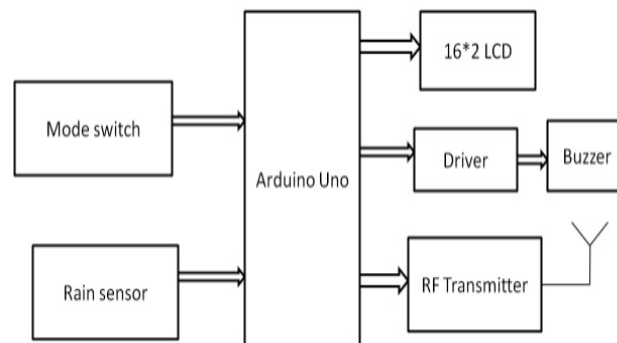 16*2 LCD
Mode switch
Arduino Uno
Driver
Buzzer
Rain sensor
RF Transmitter